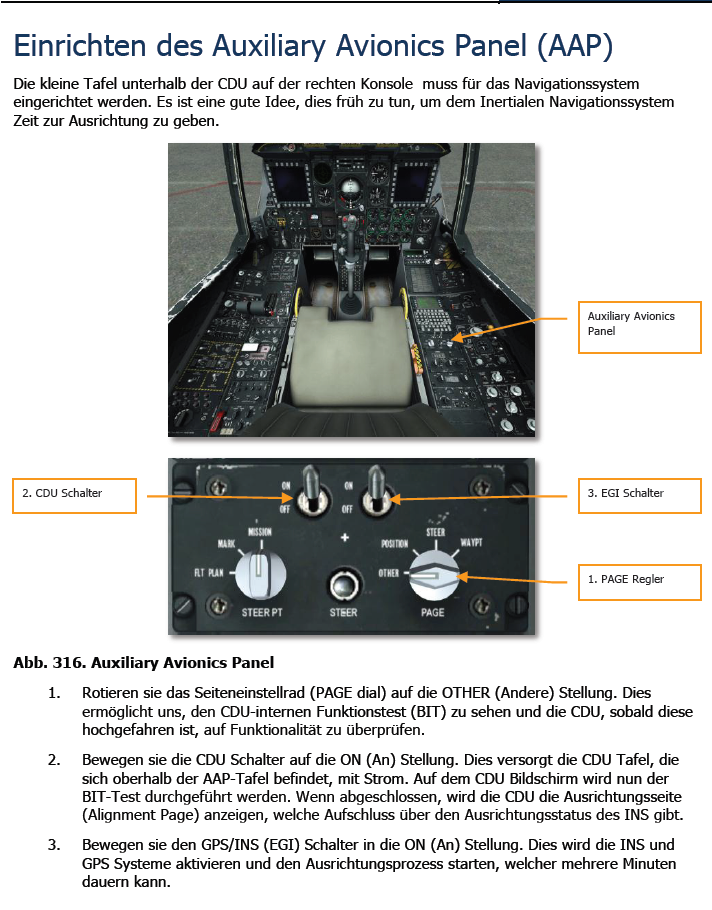 Einrichten des Auxiliary Avionics Panel (AAP)
Die kleine Tafel unterhalb der CDU auf der rechten Konsole muss für das Navigationssystem
eingerichtet werden. Es ist eine gute Idee, dies früh zu tun, um dem Inertialen Navigationssystem
Zeit zur Ausrichtung zu geben.
Auxiliary Avionics
Panel
2. CDU Schalter
3. EGI Schalter
1. PAGE Regler
ON
OFF
ON
OFF
MISSION
MARK
FLT PLAN
STEER PT
STEER
STEER
POSITION
WAYPT
OTHER
PAGE
Abb. 316. Auxiliary Avionics Panel
1. Rotieren sie das Seiteneinstellrad (PAGE dial) auf die OTHER (Andere) Stellung. Dies
ermöglicht uns, den CDU-internen Funktionstest (BIT) zu sehen und die CDU, sobald diese
hochgefahren ist, auf Funktionalität zu überprüfen.
2. Bewegen sie die CDU Schalter auf die ON (An) Stellung. Dies versorgt die CDU Tafel, die
sich oberhalb der AAP-Tafel befindet, mit Strom. Auf dem CDU Bildschirm wird nun der
BIT-Test durchgeführt werden. Wenn abgeschlossen, wird die CDU die Ausrichtungsseite
(Alignment Page) anzeigen, welche Aufschluss über den Ausrichtungsstatus des INS gibt.
3. Bewegen sie den GPS/INS (EGI) Schalter in die ON (An) Stellung. Dies wird die INS und
GPS Systeme aktivieren und den Ausrichtungsprozess starten, welcher mehrere Minuten
dauern kann.